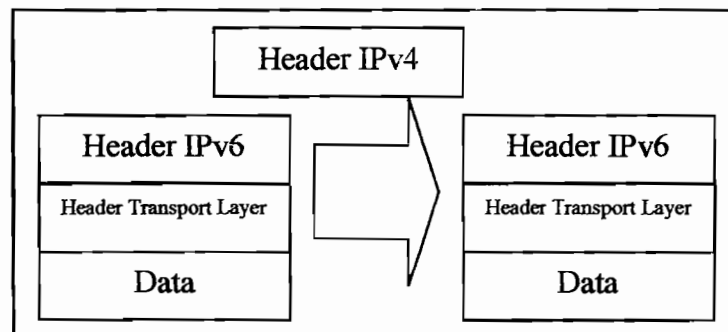 Header IPv4
Header IPv6
Header Transport Layer
Data
Header IPv6
Header Transport Layer
Data